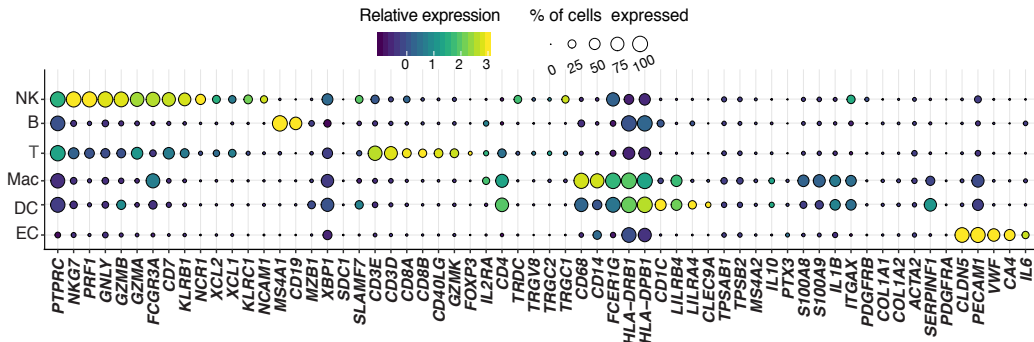 Relative expression
% of cells expressed
0 1 2 3
0 25 50 75 100
NK
B
T
Mac
DC
EC
PTPRC
NKG7
PRF1
GNLY
GZMB
GZMA
FCGR3A
CD7
KLRB1
NCR1
XCL2
XCL1
KLRC1
NCAM1
MS4A1
CD19
MZB1
XBP1
SDC1
SLAMF7
CD3E
CD3D
CD8A
CD8B
CD40LG
GZMK
FOXP3
IL2RA
CD4
TRDC
TRGV8
TRGC2
TRGC1
CD68
CD14
FCER1G
HLA-DRB1
HLA-DPB1
CD1C
LILRB4
LILRA4
CLEC9A
TPSAB1
TPSB2
MS4A2
IL10
PTX3
S100A8
S100A9
IL1B
ITGAX
PDGFRB
COL1A1
COL1A2
ACTA2
SERPINF1
PDGFRA
CLDN5
PECAM1
VWF
CA4
IL6